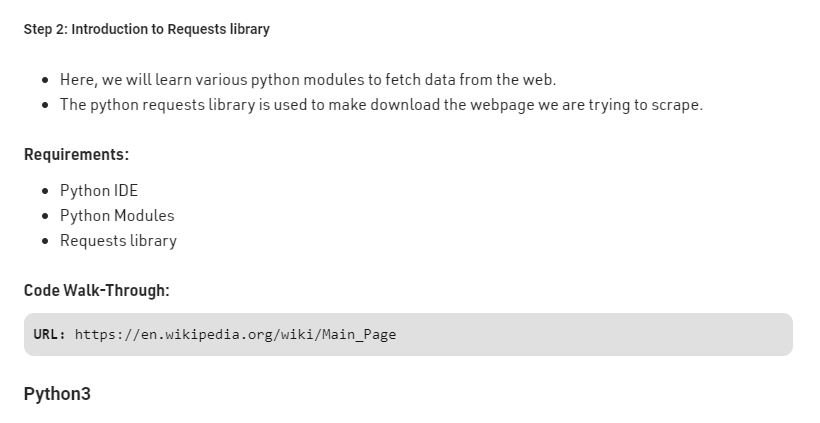 Step 2: Introduction to Requests library
Here, we will learn various python modules to fetch data from the web.
The python requests library is used to make download the webpage we are trying to scrape.
Requirements:
Python IDE
Python Modules
Requests library
Code Walk-Through:
URL: https://en.wikipedia.org/wiki/Main_Page
Python3